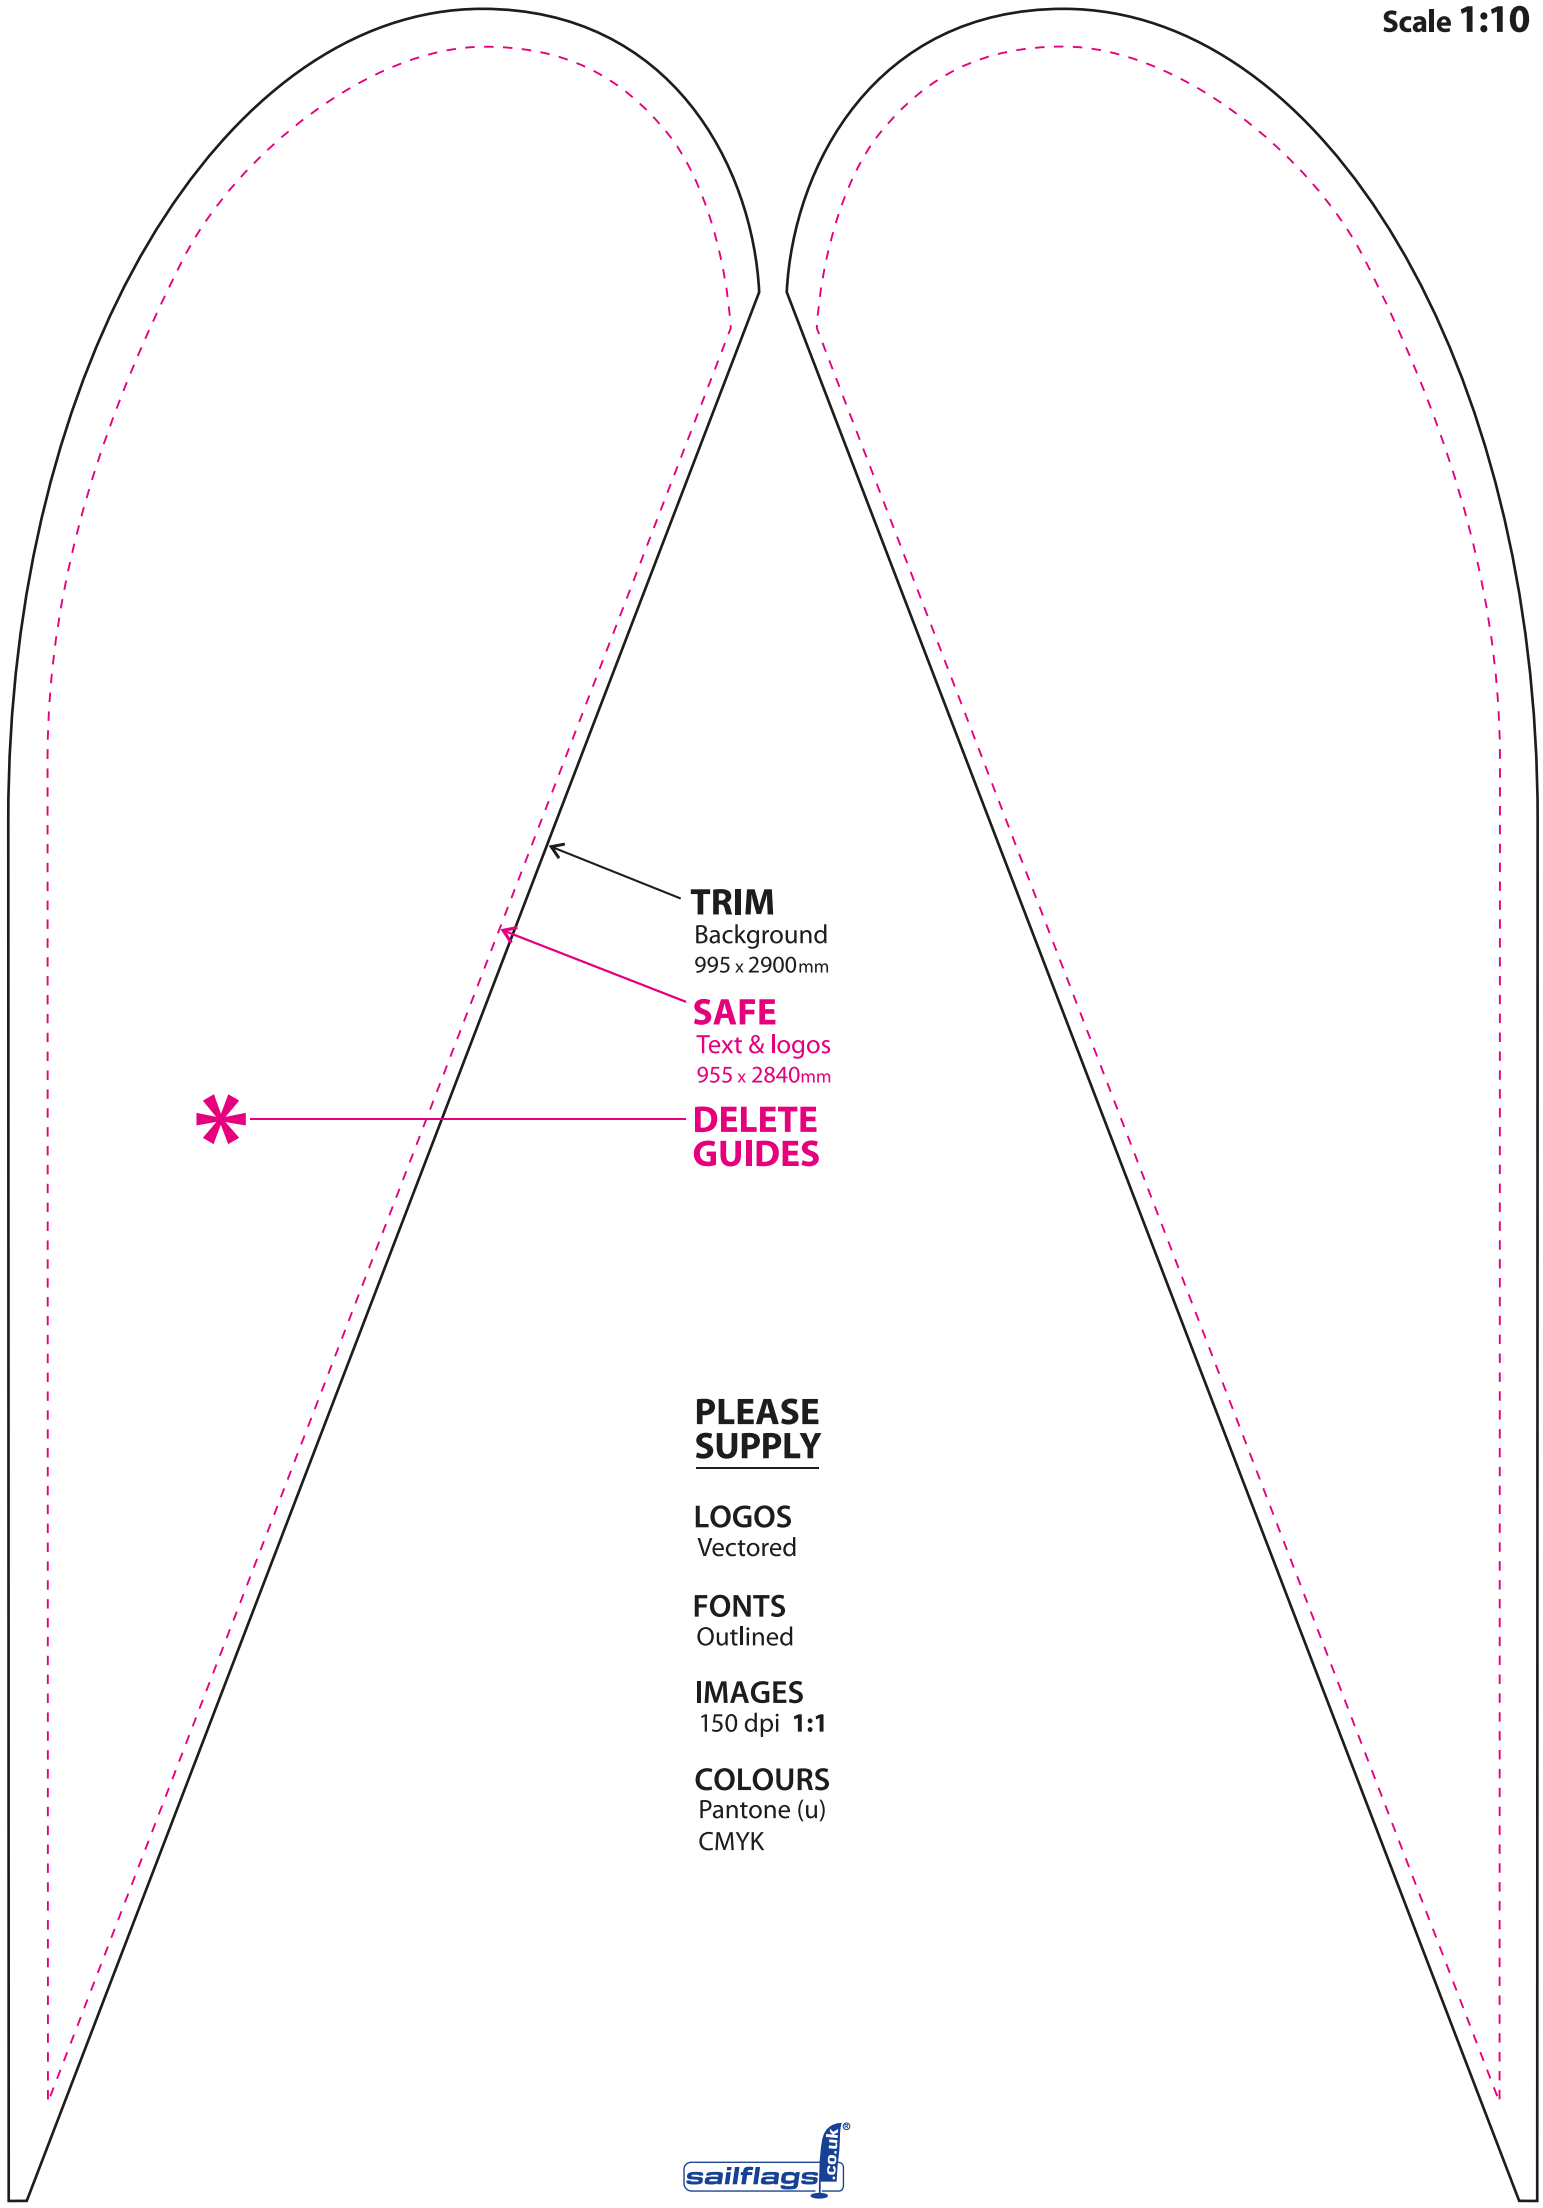 Scale 1:10
TRIM
Background
995 x 2900mm
SAFE
Text & logos
955 x 2840mm
*
DELETE
GUIDES
PLEASE
SUPPLY
LOGOS
Vectored
FONTS
Outlined
IMAGES
150 dpi 1:1
COLOURS
Pantone (u)
CMYK
sailflags.co.uk®